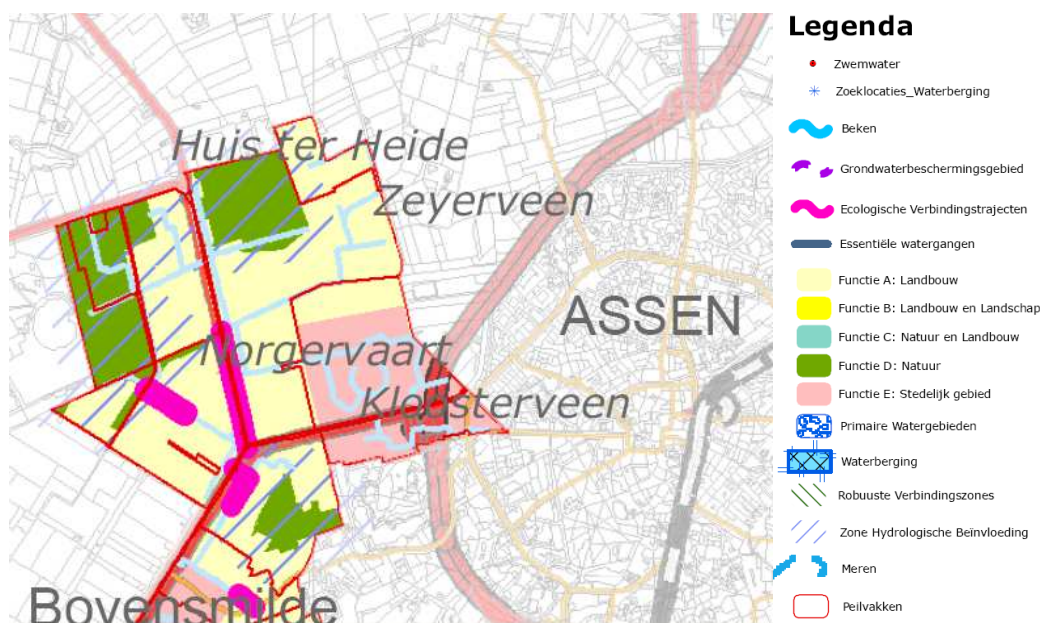 Huis ter Heide
Zeyerveen
ASSEN
Norgervaart
Kloosterveen
Bovensmilde
Legenda
Zwemwater
Zoeklocaties_Waterberging
Beken
Grondwaterbeschermingsgebied
Ecologische Verbindingstrajecten
Essentiële watergangen
Functie A: Landbouw
Functie B: Landbouw en Landschap
Functie C: Natuur en Landbouw
Functie D: Natuur
Functie E: Stedelijk gebied
Primaire Watergebieden
Waterberging
Robuuste Verbindingszones
Zone Hydrologische Beïnvloeding
Meren
Peilvakken